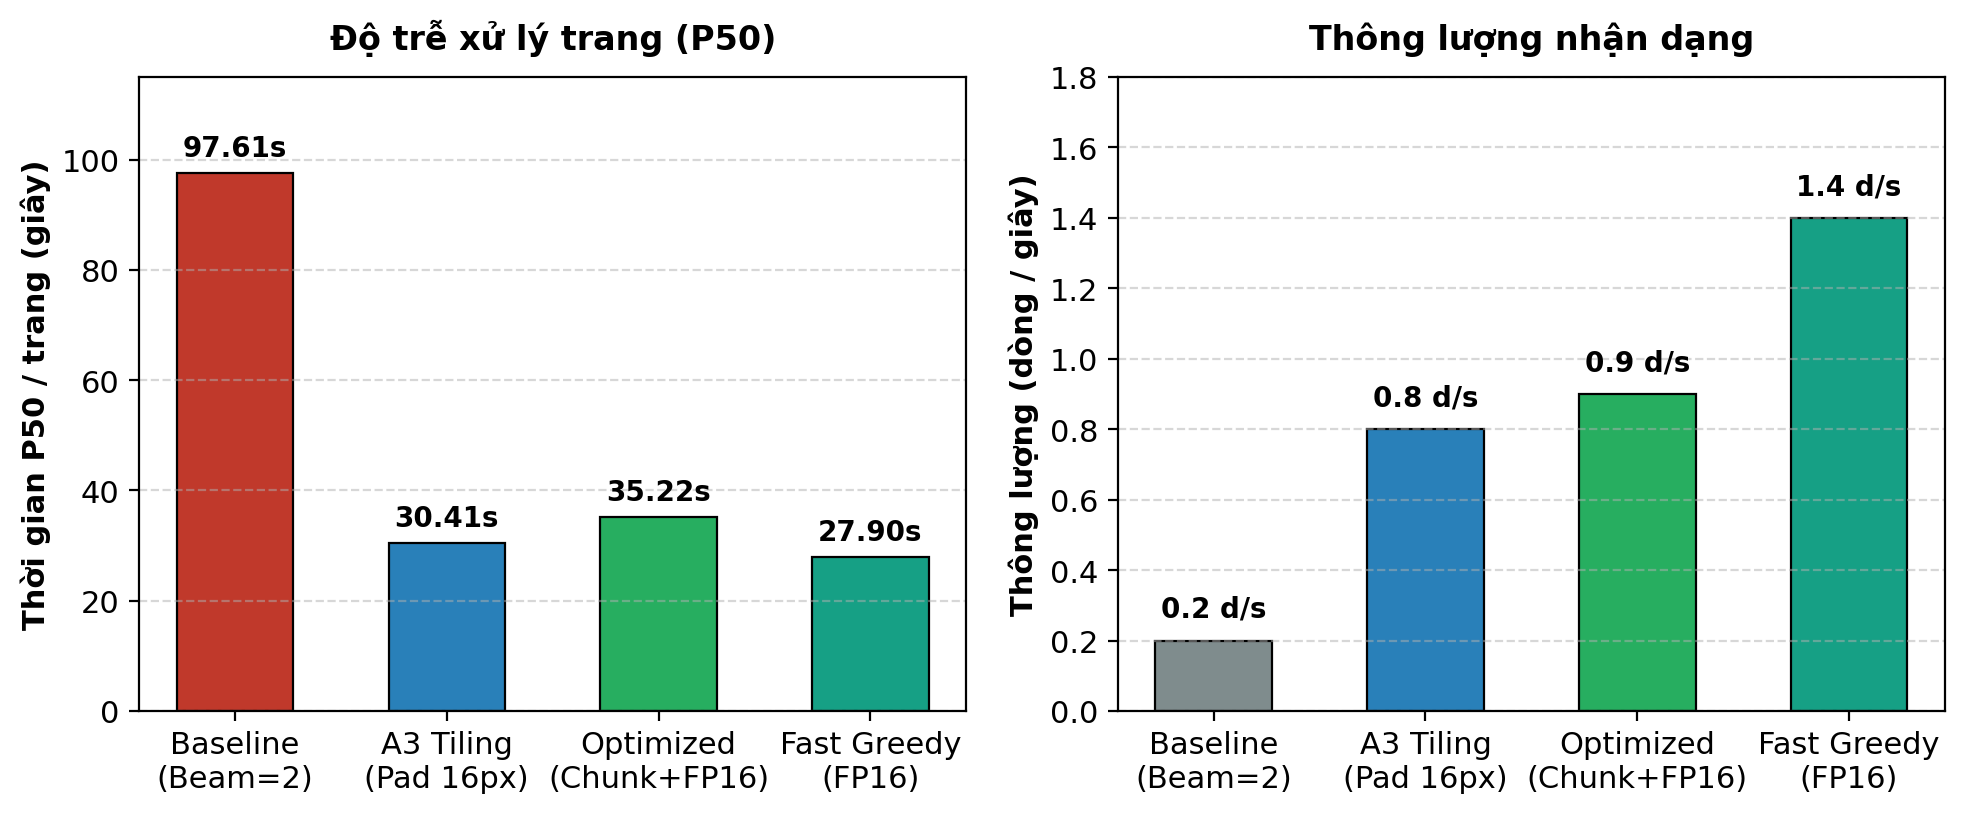 Độ trễ xử lý trang (P50)
Thời gian P50 / trang (giây)
100
80
60
40
20
0
97.61s
30.41s
35.22s
27.90s
Baseline
(Beam=2)
A3 Tiling
(Pad 16px)
Optimized
(Chunk+FP16)
Fast Greedy
(FP16)
Thông lượng nhận dạng
Thông lượng (dòng / giây)
1.8
1.6
1.4
1.2
1.0
0.8
0.6
0.4
0.2
0.0
0.2 d/s
0.8 d/s
0.9 d/s
1.4 d/s
Baseline
(Beam=2)
A3 Tiling
(Pad 16px)
Optimized
(Chunk+FP16)
Fast Greedy
(FP16)